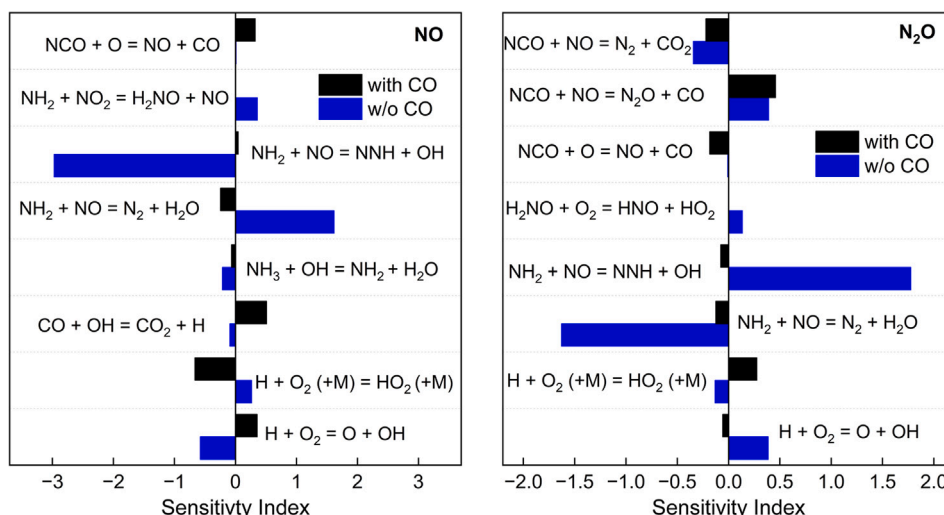 NO
NCO + O = NO + CO
with CO
w/o CO
NH₂ + NO₂ = H₂NO + NO
NH₂ + NO = NNH + OH
NH₂ + NO = N₂ + H₂O
NH₃ + OH = NH₂ + H₂O
CO + OH = CO₂ + H
H + O₂ (+M) = HO₂ (+M)
H + O₂ = O + OH
−3 −2 −1 0 1 2 3
Sensitivty Index
N₂O
NCO + NO = N₂ + CO₂
NCO + NO = N₂O + CO
with CO
w/o CO
NCO + O = NO + CO
H₂NO + O₂ = HNO + HO₂
NH₂ + NO = NNH + OH
NH₂ + NO = N₂ + H₂O
H + O₂ (+M) = HO₂ (+M)
H + O₂ = O + OH
−2.0 −1.5 −1.0 −0.5 0.0 0.5 1.0 1.5 2.0
Sensitivty Index